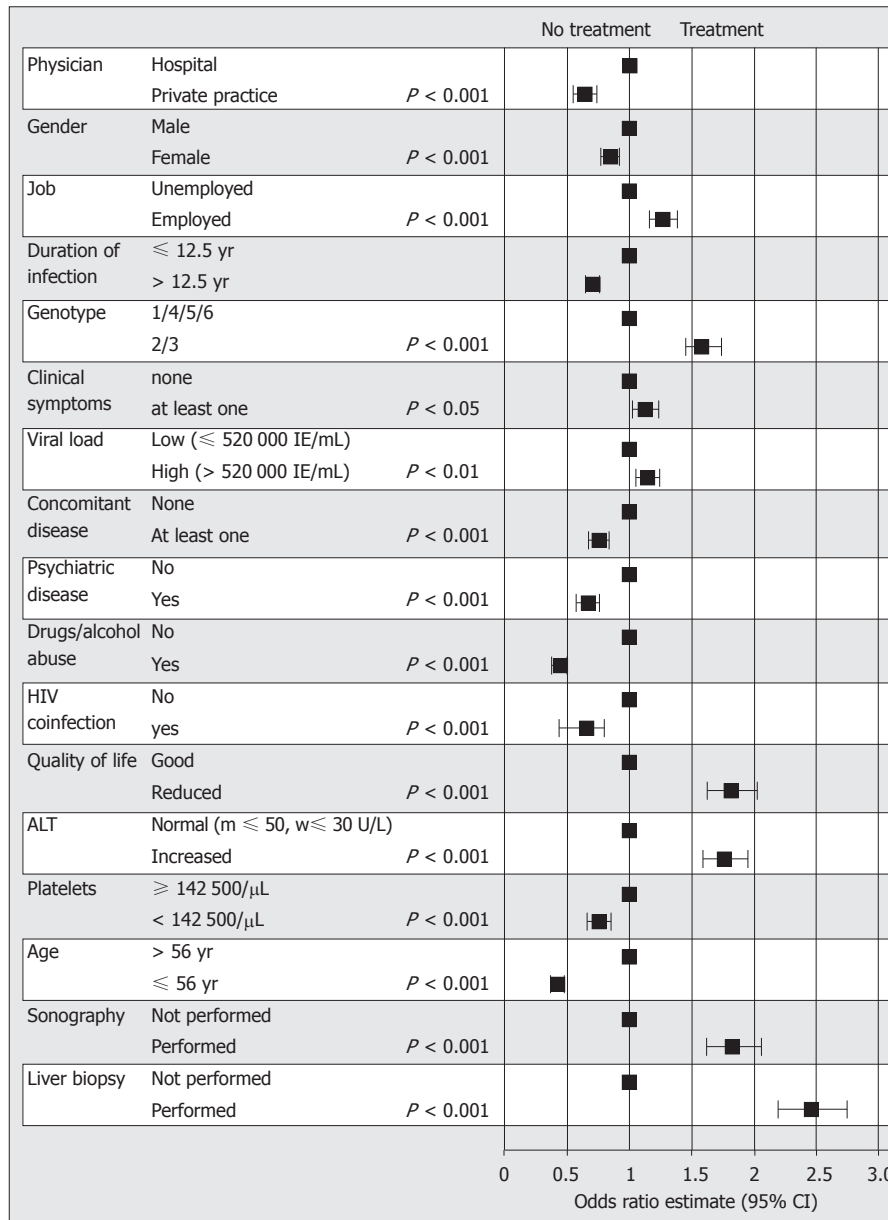 No treatment Treatment
Physician Hospital
Private practice P < 0.001
Gender Male
Female P < 0.001
Job Unemployed
Employed P < 0.001
Duration of infection ≤ 12.5 yr
> 12.5 yr
Genotype 1/4/5/6
2/3 P < 0.001
Clinical symptoms none
at least one P < 0.05
Viral load Low (≤ 520 000 IE/mL)
High (> 520 000 IE/mL) P < 0.01
Concomitant disease None
At least one P < 0.001
Psychiatric disease No
Yes P < 0.001
Drugs/alcohol abuse No
Yes P < 0.001
HIV coinfection No
yes P < 0.001
Quality of life Good
Reduced P < 0.001
ALT Normal (m ≤ 50, w≤ 30 U/L)
Increased P < 0.001
Platelets ≥ 142 500/μL
< 142 500/μL P < 0.001
Age > 56 yr
≤ 56 yr P < 0.001
Sonography Not performed
Performed P < 0.001
Liver biopsy Not performed
Performed P < 0.001
0 0.5 1 1.5 2 2.5 3.0
Odds ratio estimate (95% CI)